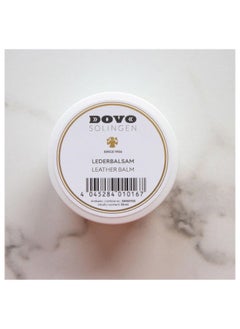 DOVO
SOLINGEN
SINCE 1906
LEDERBALSAM
LEATHER BALM
4 045284 010167